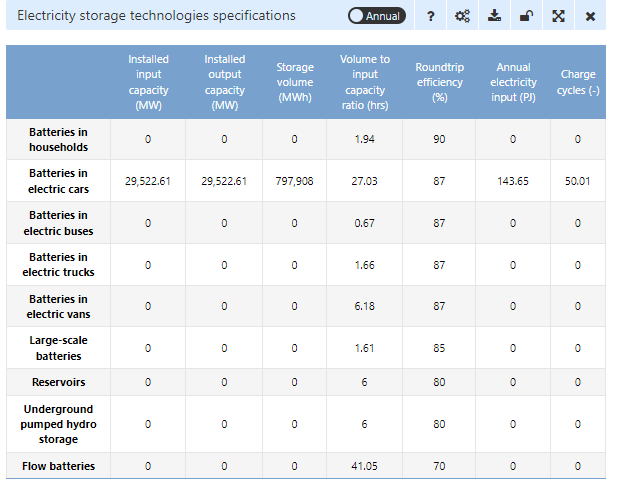 Electricity storage technologies specifications Annual ?
Installed input capacity (MW) Installed output capacity (MW) Storage volume (MWh) Volume to input capacity ratio (hrs) Roundtrip efficiency (%) Annual electricity input (PJ) Charge cycles (-)
Batteries in households 0 0 0 1.94 90 0 0
Batteries in electric cars 29,522.61 29,522.61 797,908 27.03 87 143.65 50.01
Batteries in electric buses 0 0 0 0.67 87 0 0
Batteries in electric trucks 0 0 0 1.66 87 0 0
Batteries in electric vans 0 0 0 6.18 87 0 0
Large-scale batteries 0 0 0 1.61 85 0 0
Reservoirs 0 0 0 6 80 0 0
Underground pumped hydro storage 0 0 0 6 80 0 0
Flow batteries 0 0 0 41.05 70 0 0